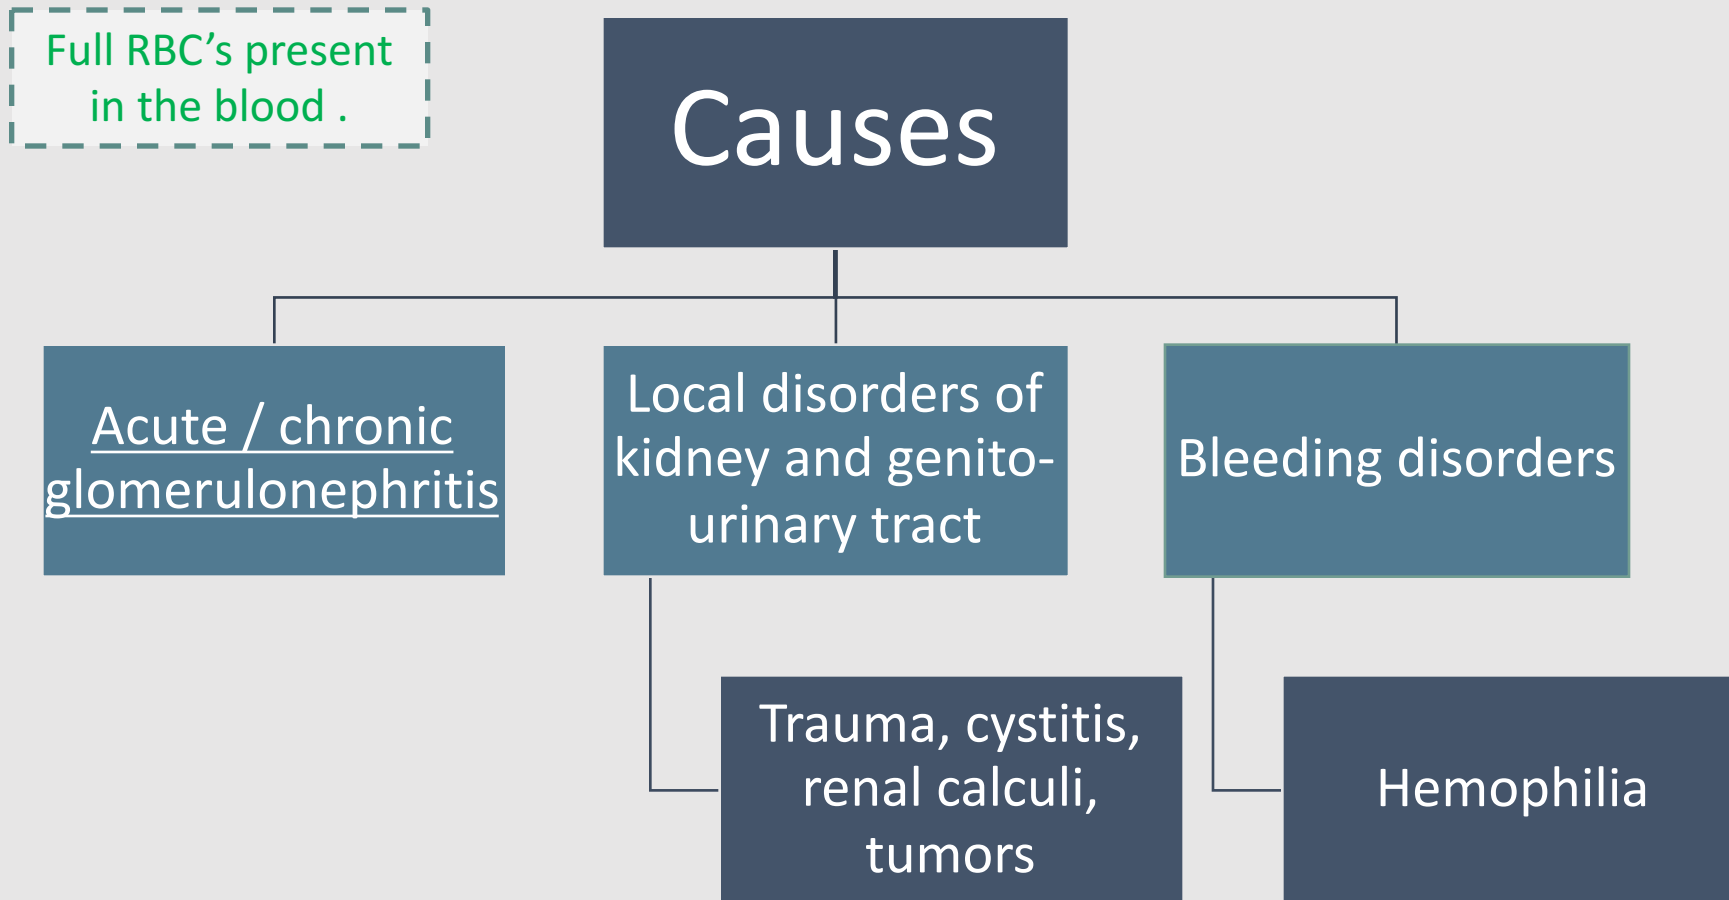 Full RBC’s present
in the blood .
Causes
Acute / chronic
glomerulonephritis
Local disorders of
kidney and genito-
urinary tract
Bleeding disorders
Trauma, cystitis,
renal calculi,
tumors
Hemophilia